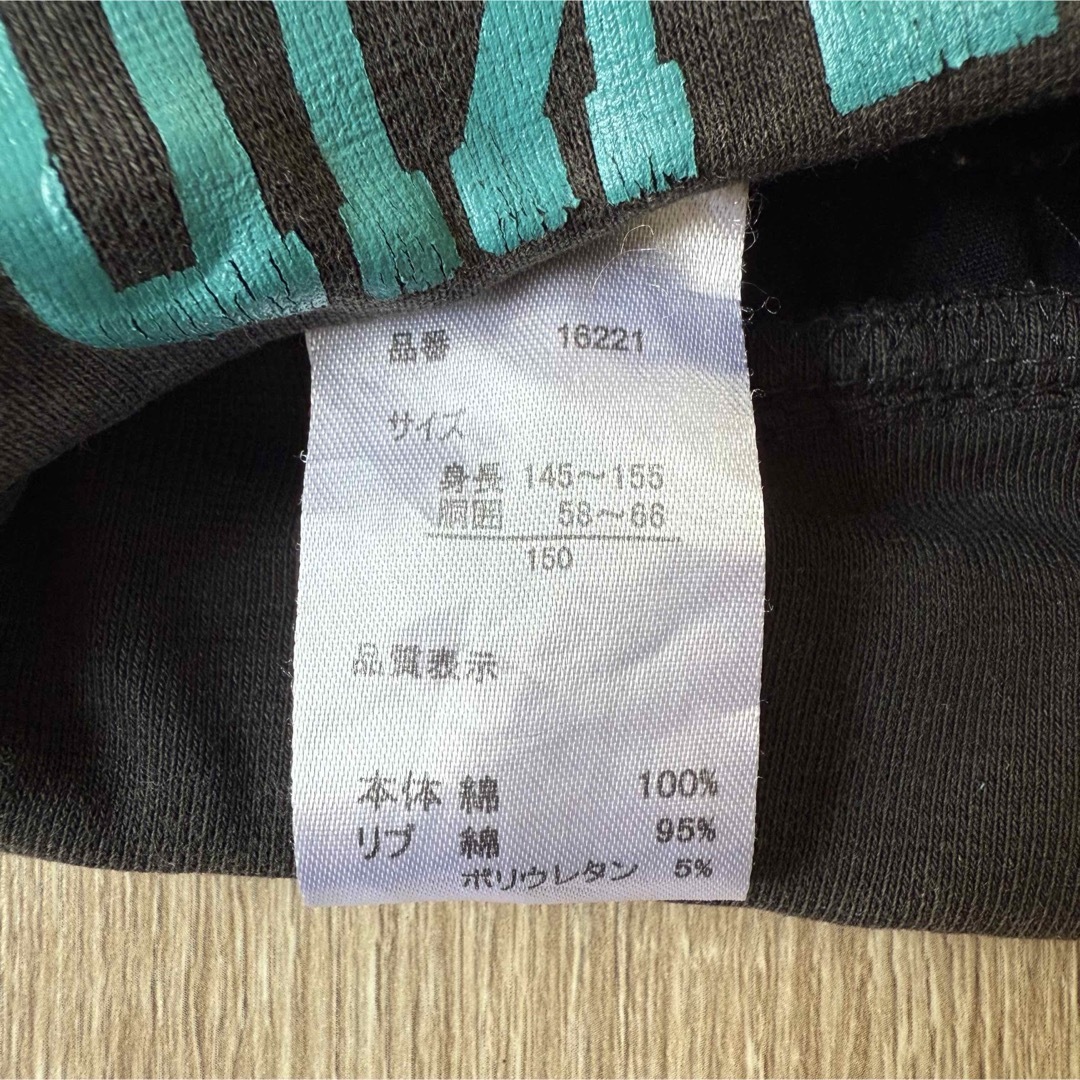 品番 16221
サイズ
身長 145～155
胴囲 58～66
150
品質表示
本体 綿 100%
リブ 綿 95%
ポリウレタン 5%